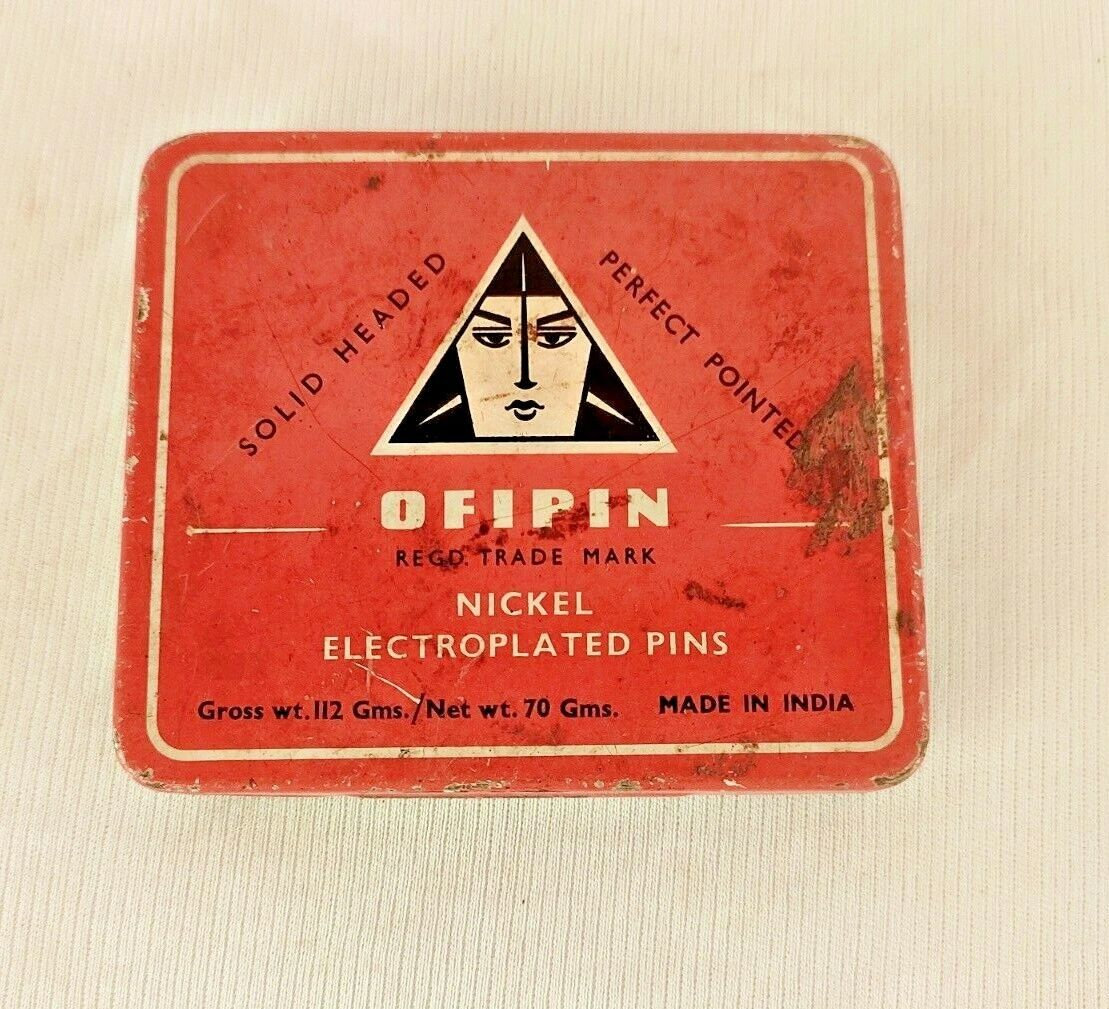 SOLID HEADED
PERFECT POINTED
OFIPIN
REGD. TRADE MARK
NICKEL
ELECTROPLATED PINS
Gross wt.112 Gms./Net wt. 70 Gms. MADE IN INDIA